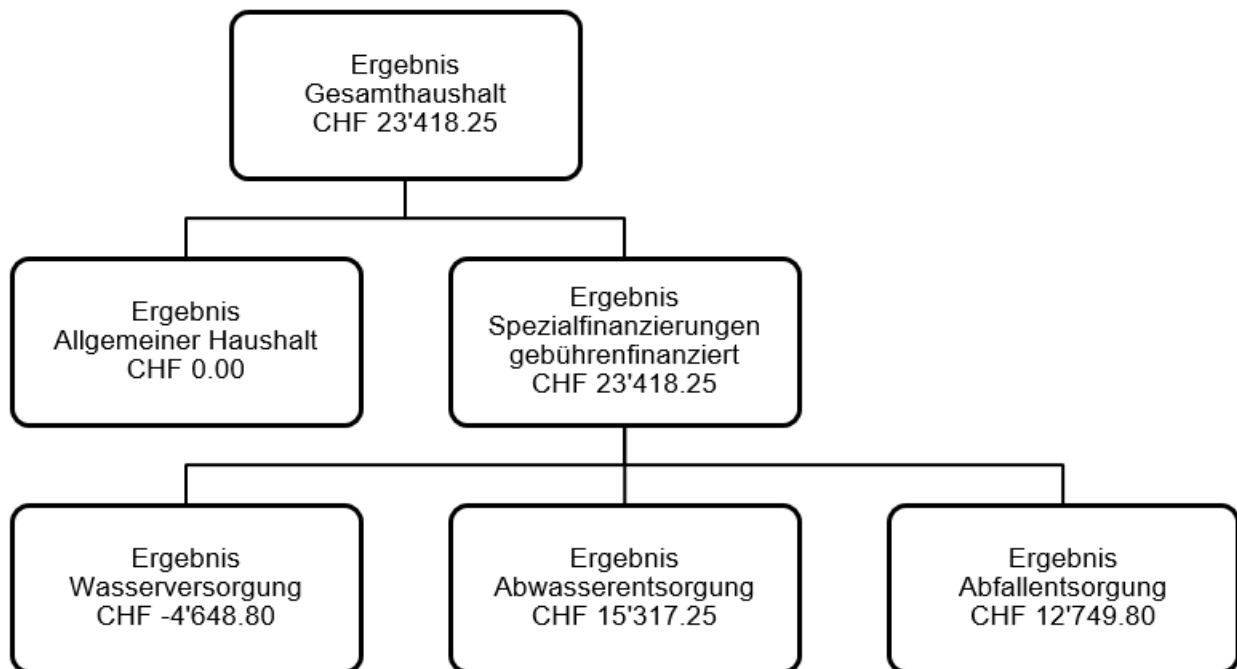 Ergebnis
Gesamthaushalt
CHF 23'418.25
Ergebnis
Allgemeiner Haushalt
CHF 0.00
Ergebnis
Spezialfinanzierungen
gebührenfinanziert
CHF 23'418.25
Ergebnis
Wasserversorgung
CHF -4'648.80
Ergebnis
Abwasserentsorgung
CHF 15'317.25
Ergebnis
Abfallentsorgung
CHF 12'749.80